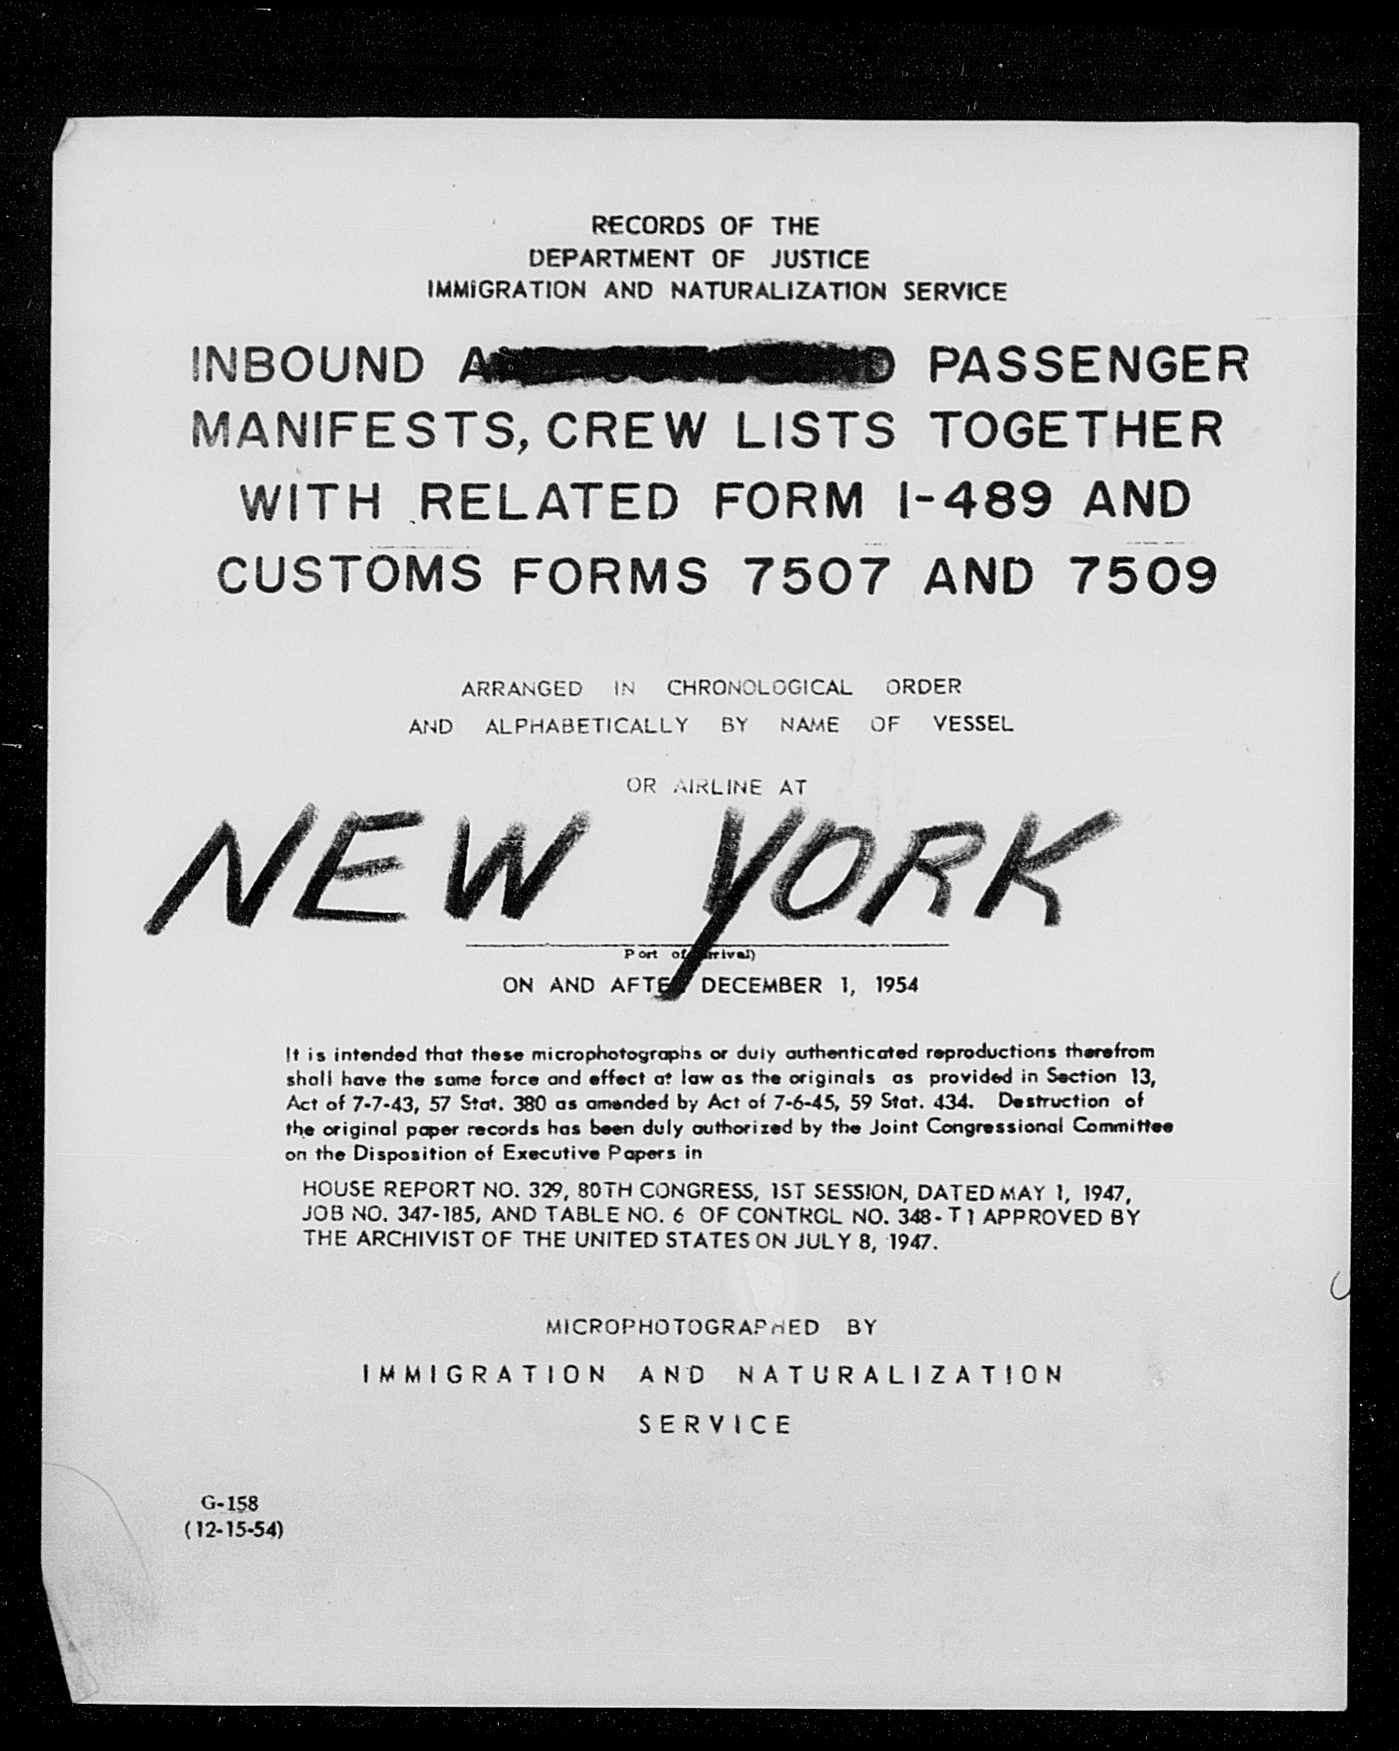 RECORDS OF THE
DEPARTMENT OF JUSTICE
IMMIGRATION AND NATURALIZATION SERVICE
INBOUND PASSENGER
MANIFESTS, CREW LISTS TOGETHER
WITH RELATED FORM I-489 AND
CUSTOMS FORMS 7507 AND 7509
ARRANGED IN CHRONOLOGICAL ORDER
AND ALPHABETICALLY BY NAME OF VESSEL
OR AIRLINE AT
NEW YORK
Port of Arrival)
ON AND AFTER DECEMBER 1, 1954
It is intended that these microphotographs or duly authenticated reproductions therefrom
shall have the same force and effect at law as the originals as provided in Section 13,
Act of 7-7-43, 57 Stat. 380 as amended by Act of 7-6-45, 59 Stat. 434. Destruction of
the original paper records has been duly authorized by the Joint Congressional Committee
on the Disposition of Executive Papers in
HOUSE REPORT NO. 329, 80TH CONGRESS, 1ST SESSION, DATED MAY 1, 1947,
JOB NO. 347-185, AND TABLE NO. 6 OF CONTROL NO. 348-T1 APPROVED BY
THE ARCHIVIST OF THE UNITED STATES ON JULY 8, 1947.
MICROPHOTOGRAPHED BY
IMMIGRATION AND NATURALIZATION
SERVICE
G-158
(12-15-54)